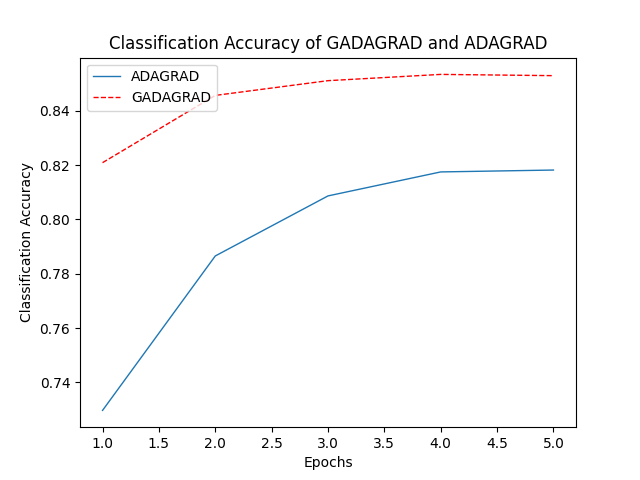 Classification Accuracy of GADAGRAD and ADAGRAD
ADAGRAD
GADAGRAD
Classification Accuracy
0.84
0.82
0.80
0.78
0.76
0.74
1.0 1.5 2.0 2.5 3.0 3.5 4.0 4.5 5.0
Epochs